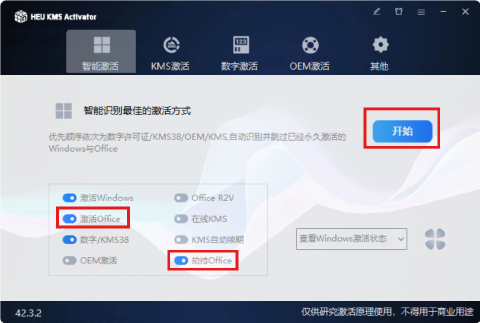 HEU KMS Activator
智能激活
KMS激活
数字激活
OEM激活
其他
智能识别最佳的激活方式
优先顺序依次为数字许可证/KMS38/OEM/KMS,自动识别并跳过已经永久激活的
Windows与Office
开始
激活Windows
Office R2V
激活Office
在线KMS
数字/KMS38
KMS自动续期
OEM激活
劫持Office
查看Windows激活状态
42.3.2
仅供研究激活原理使用，不得用于商业用途